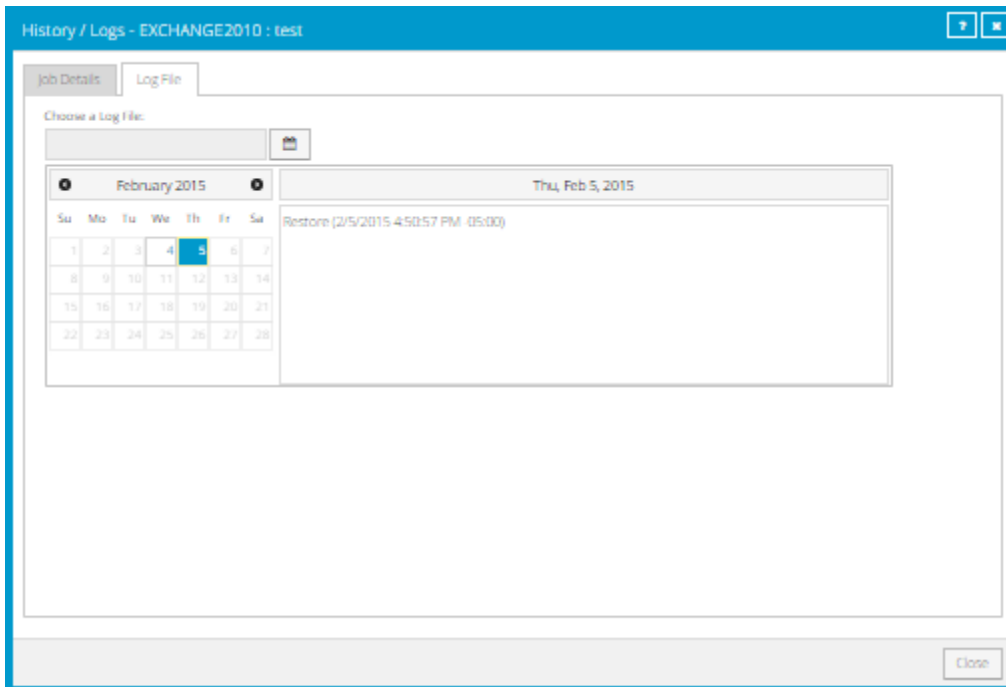 History / Logs - EXCHANGE2010 : test
? ×
Job Details Log File
Choose a Log File:
February 2015 Thu, Feb 5, 2015
Su Mo Tu We Th Fr Sa
Restore (2/5/2015 4:50:57 PM -05:00)
1 2 3 4 5 6 7
8 9 10 11 12 13 14
15 16 17 18 19 20 21
22 23 24 25 26 27 28
Close